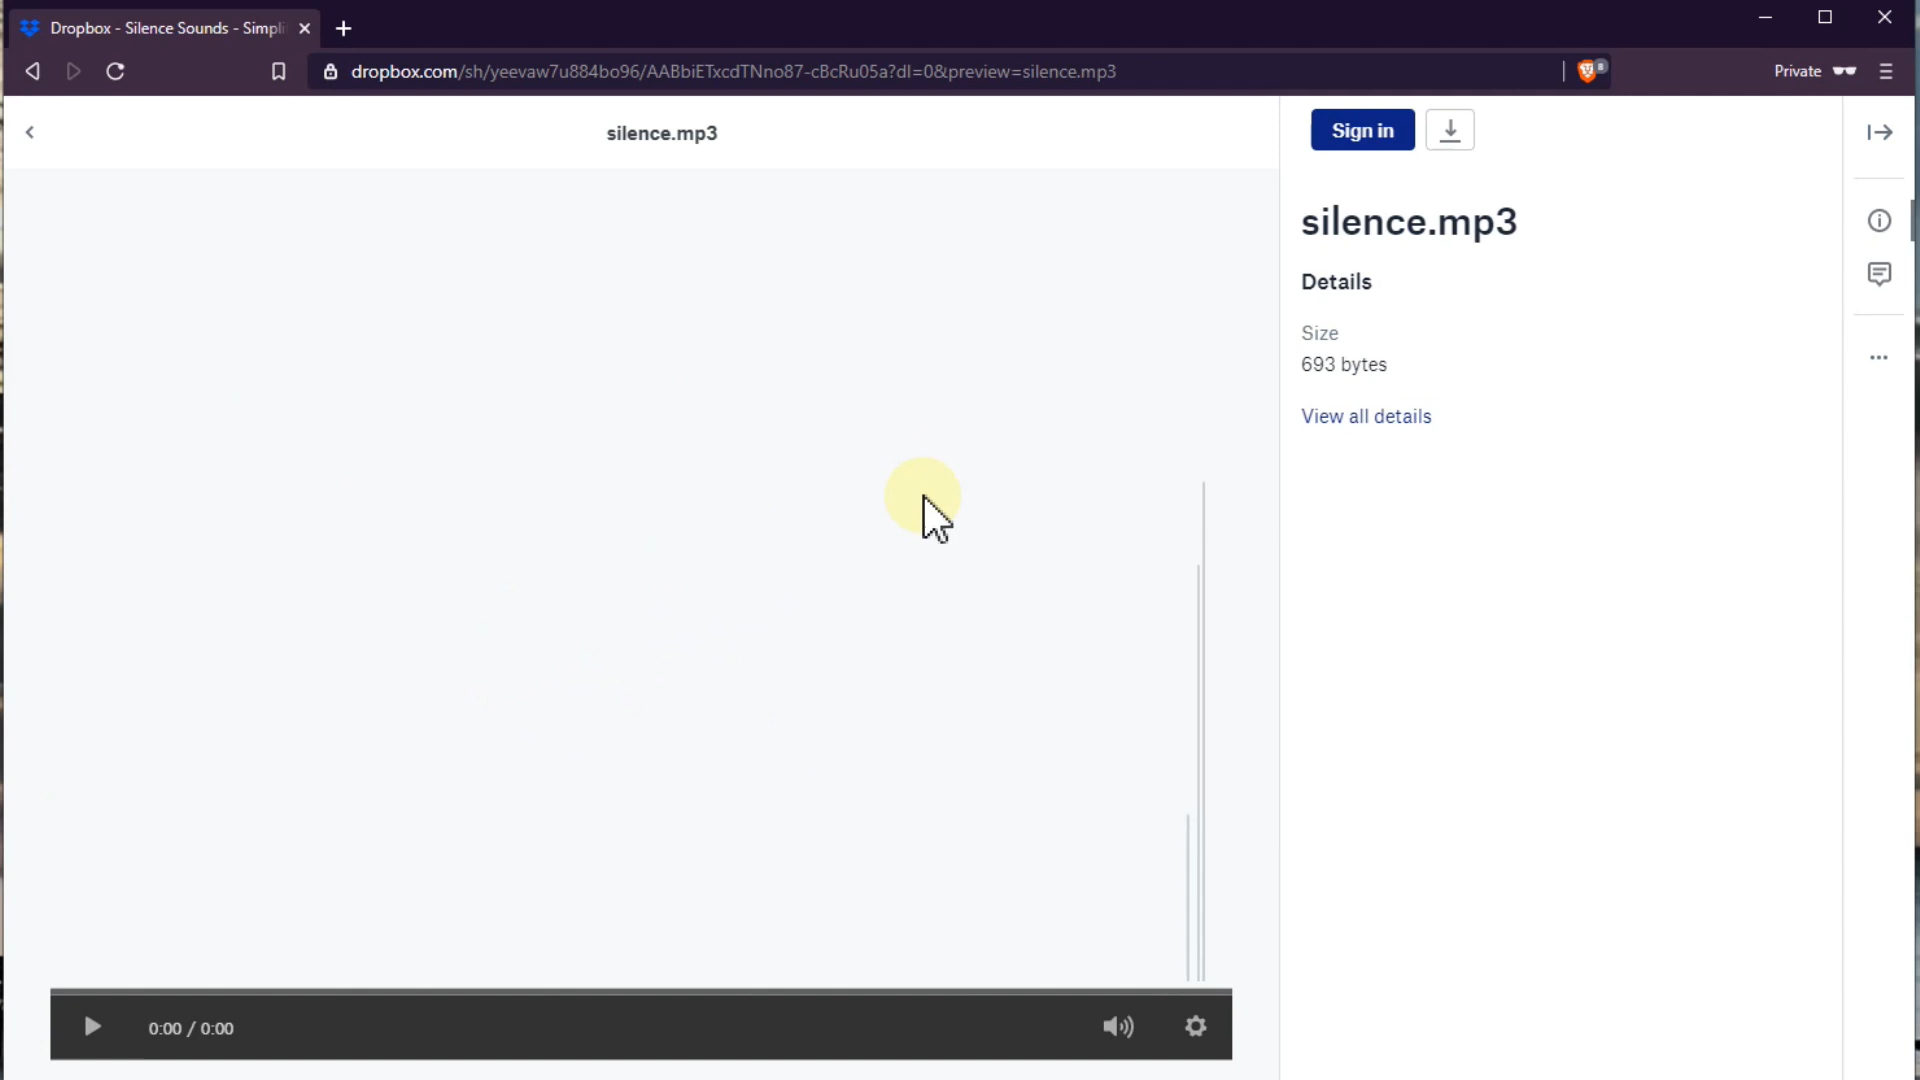 Dropbox - Silence Sounds - Simpli
dropbox.com/sh/yeevaw7u884bo96/AABbiETxcdTNno87-cBcRu05a?dl=0&preview=silence.mp3
8
Private
silence.mp3
Sign in
silence.mp3
Details
Size
693 bytes
View all details
0:00 / 0:00